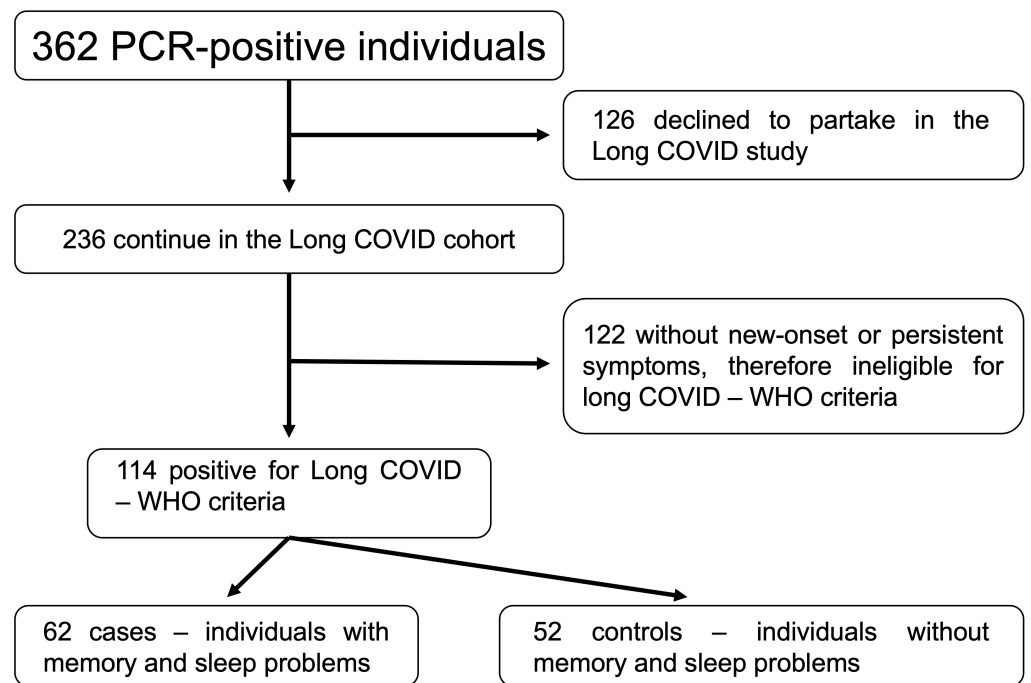 362 PCR-positive individuals
126 declined to partake in the
Long COVID study
236 continue in the Long COVID cohort
122 without new-onset or persistent
symptoms, therefore ineligible for
long COVID – WHO criteria
114 positive for Long COVID
– WHO criteria
62 cases – individuals with
memory and sleep problems
52 controls – individuals without
memory and sleep problems